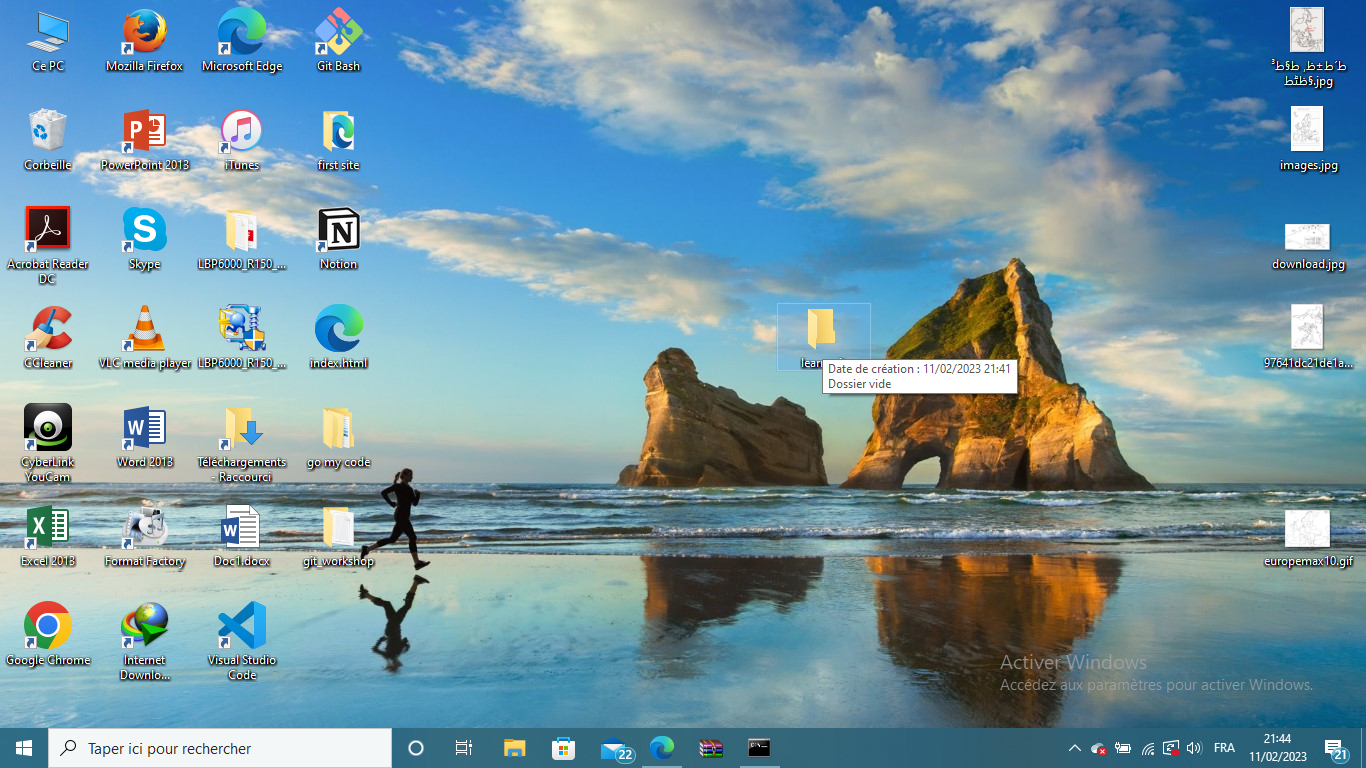 Ce PC
Mozilla Firefox
Microsoft Edge
Git Bash
Corbeille
PowerPoint 2013
iTunes
first site
Acrobat Reader
DC
Skype
LBP6000_R150_...
Notion
CCleaner
VLC media player
LBP6000_R150_...
index.html
CyberLink
YouCam
Word 2013
Téléchargements
- Raccourci
go my code
Excel 2013
Format Factory
Doc1.docx
git_workshop
Google Chrome
Internet
Downlo...
Visual Studio
Code
Date de création : 11/02/2023 21:41
Dossier vide
.jpg
images.jpg
download.jpg
97641dc21de1a...
europemax10.gif
Activer Windows
Accédez aux paramètres pour activer Windows.
Taper ici pour rechercher
22
FRA
21:44
11/02/2023
21